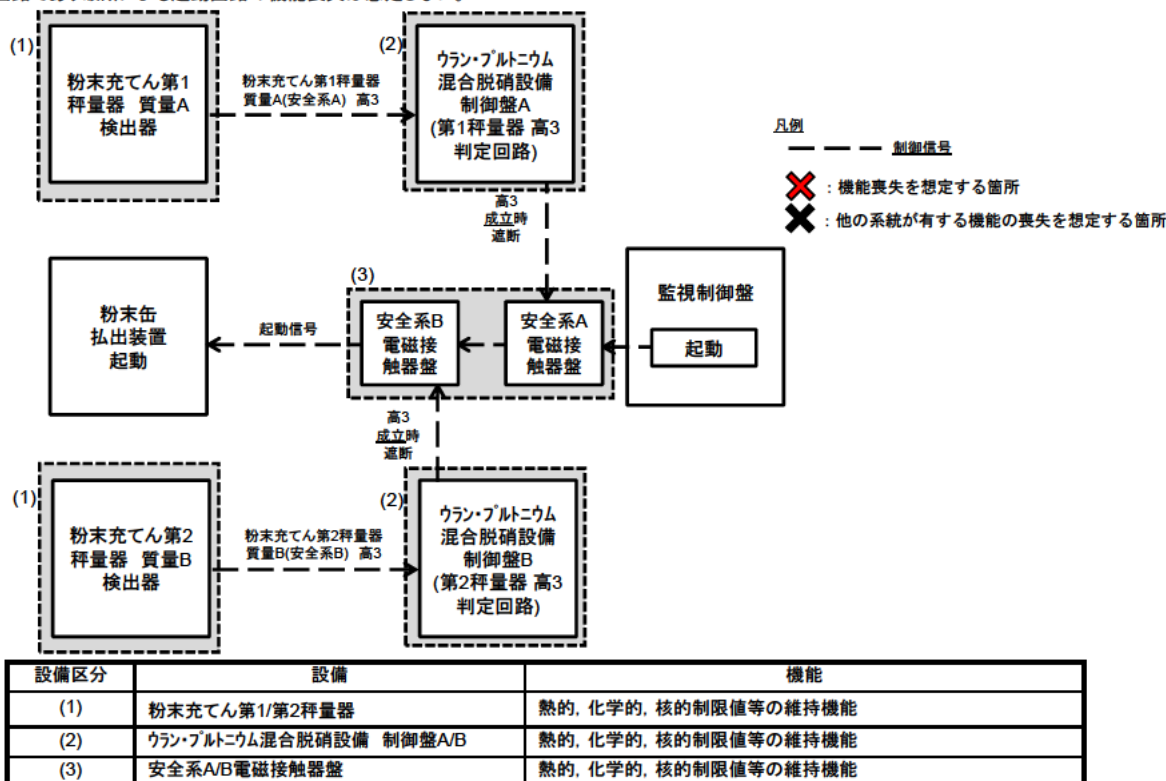 (1)
粉末充てん第1
秤量器 質量A
検出器
粉末充てん第1秤量器
質量A(安全系A) 高3
(2)
ウラン・プルトニウム
混合脱硝設備
制御盤A
(第1秤量器 高3
判定回路)
凡例
制御信号
：機能喪失を想定する箇所
：他の系統が有する機能の喪失を想定する箇所
高3
成立時
遮断
粉末缶
払出装置
起動
起動信号
(3)
安全系B
電磁接
触器盤
安全系A
電磁接
触器盤
監視制御盤
起動
高3
成立時
遮断
(1)
粉末充てん第2
秤量器 質量B
検出器
粉末充てん第2秤量器
質量B(安全系B) 高3
(2)
ウラン・プルトニウム
混合脱硝設備
制御盤B
(第2秤量器 高3
判定回路)
設備区分 設備 機能
(1) 粉末充てん第1/第2秤量器 熱的, 化学的, 核的制限値等の維持機能
(2) ウラン・プルトニウム混合脱硝設備 制御盤A/B 熱的, 化学的, 核的制限値等の維持機能
(3) 安全系A/B電磁接触器盤 熱的, 化学的, 核的制限値等の維持機能